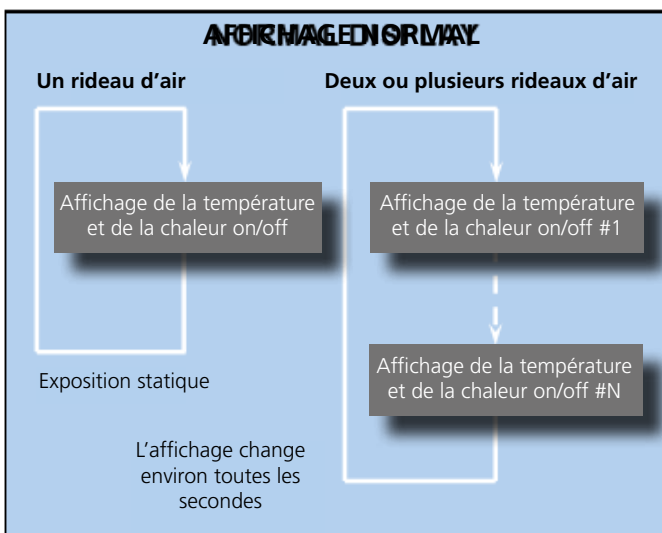 AFFICHAGE NORMAL
Un rideau d'air
Deux ou plusieurs rideaux d'air
Affichage de la température
et de la chaleur on/off
Affichage de la température
et de la chaleur on/off #1
Exposition statique
Affichage de la température
et de la chaleur on/off #N
L'affichage change
environ toutes les
secondes